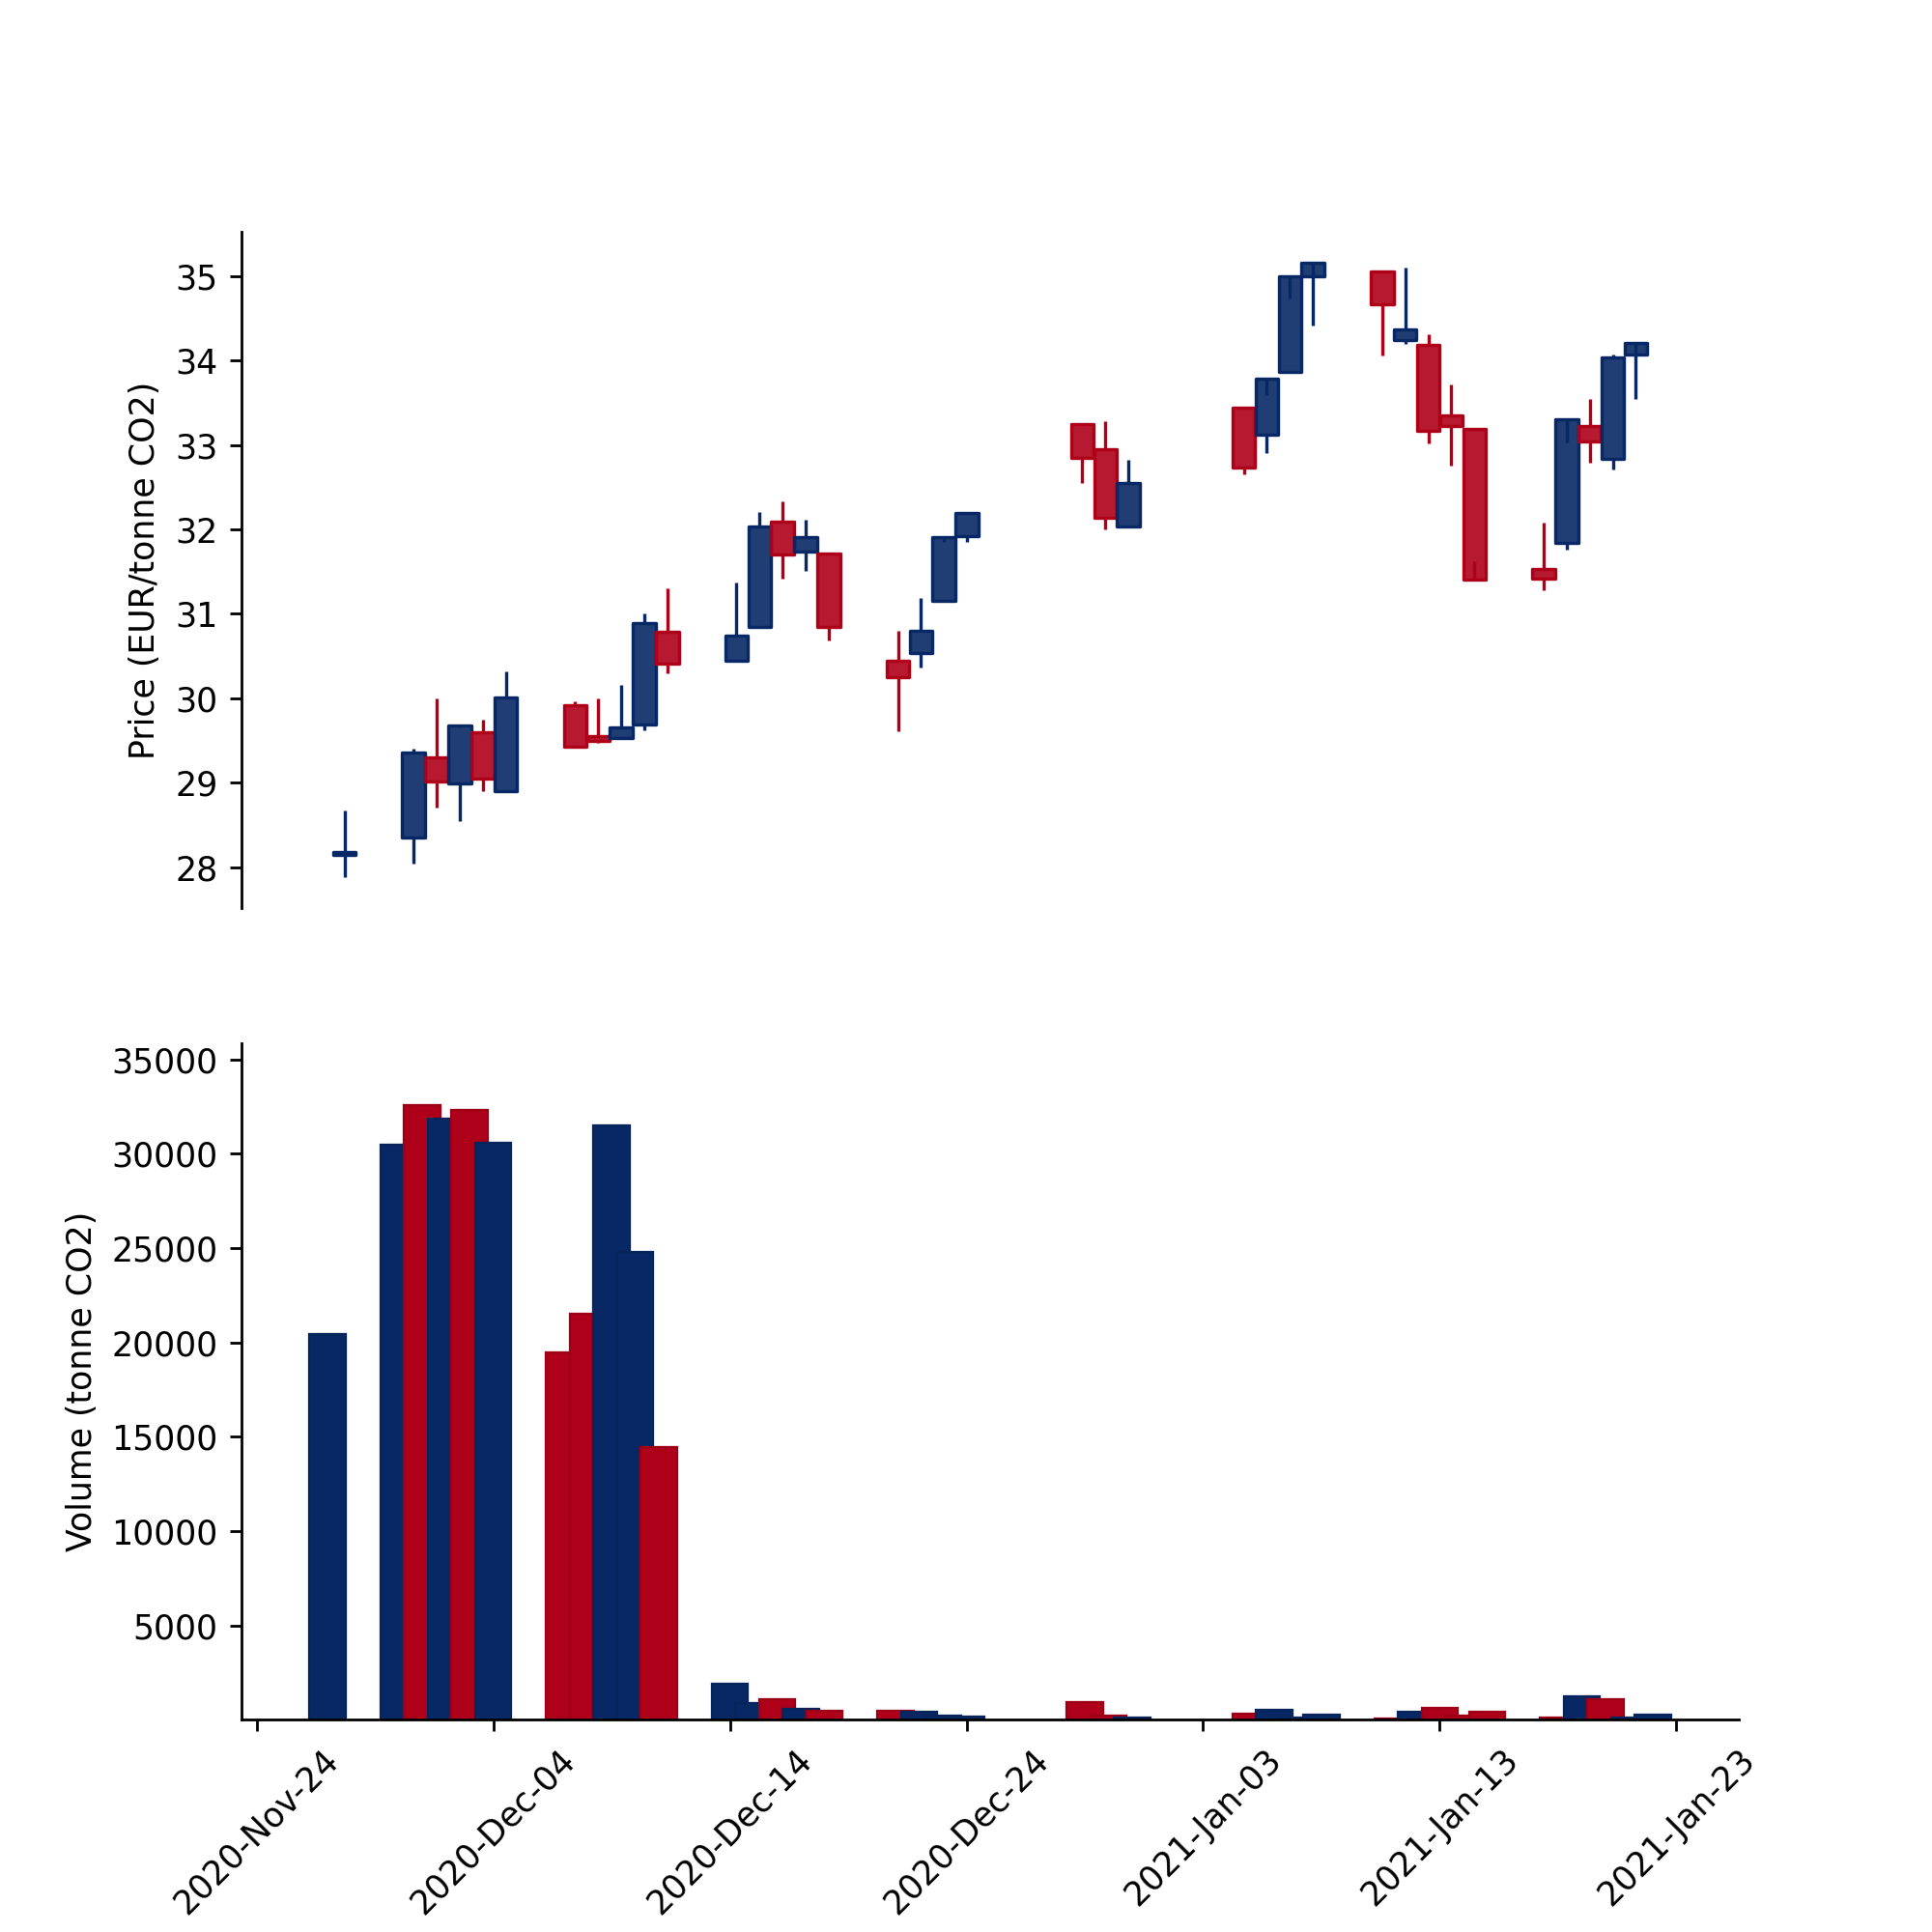 35
34
33
32
31
30
29
28
Price (EUR/tonne CO2)
35000
30000
25000
20000
15000
10000
5000
Volume (tonne CO2)
2020-Nov-24
2020-Dec-04
2020-Dec-14
2020-Dec-24
2021-Jan-03
2021-Jan-13
2021-Jan-23